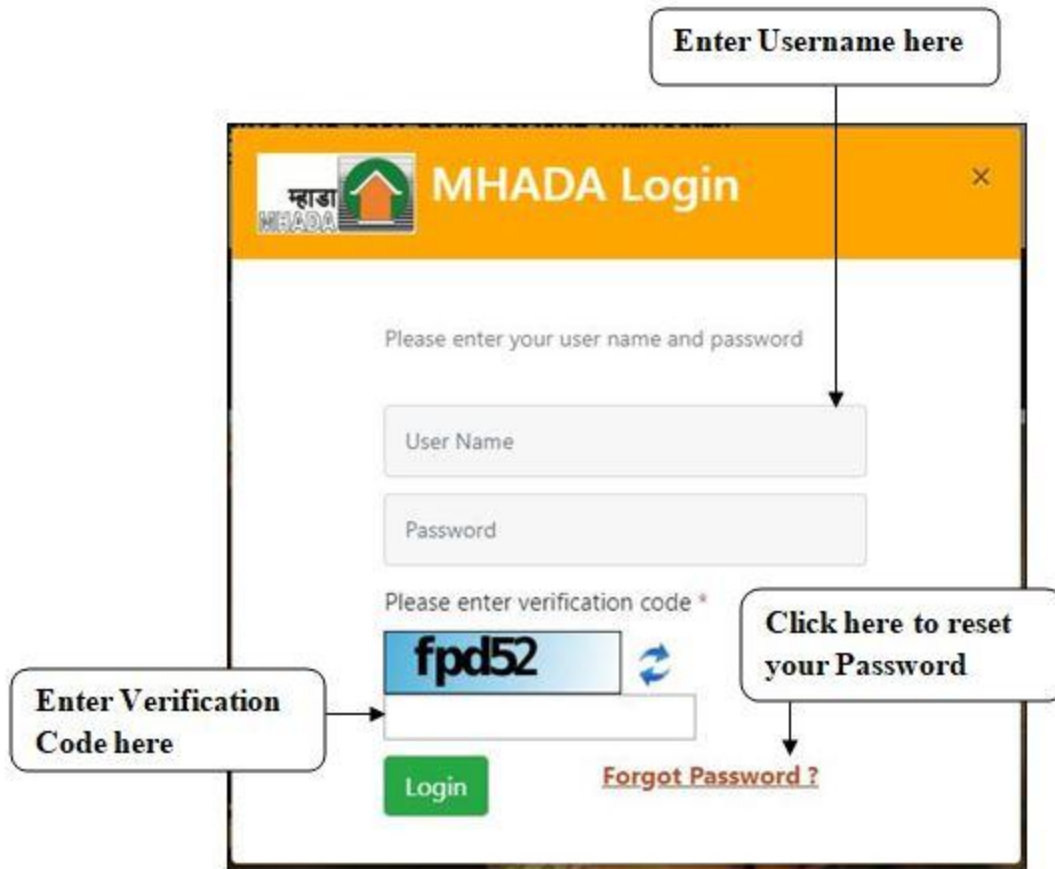 Enter Username here
म्हाडा
MHADA
MHADA Login
×
Please enter your user name and password
User Name
Password
Please enter verification code *
fpd52
Click here to reset
your Password
Enter Verification
Code here
Login
Forgot Password ?